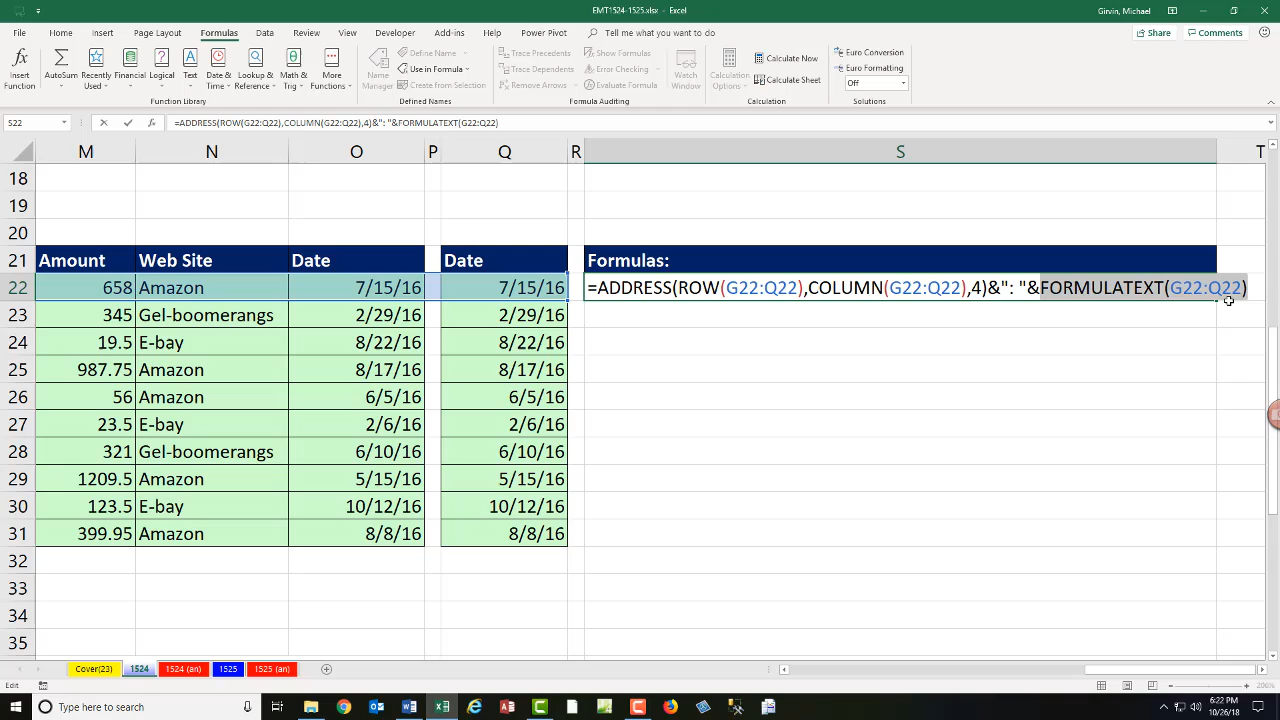 EMT1524-1525.xlsx - Excel
Girvin, Michael
File Home Insert Page Layout Formulas Data Review View Developer Add-ins Help Power Pivot Tell me what you want to do Share Comments
Insert Function
AutoSum
Recently Used
Financial
Logical
Text
Date & Time
Lookup & Reference
Math & Trig
More Functions
Function Library
Name Manager
Define Name
Use in Formula
Create from Selection
Defined Names
Trace Precedents
Trace Dependents
Remove Arrows
Show Formulas
Error Checking
Evaluate Formula
Watch Window
Formula Auditing
Calculation Options
Calculate Now
Calculate Sheet
Calculation
Euro Conversion
Euro Formatting
Off
Solutions
S22 fx =ADDRESS(ROW(G22:Q22),COLUMN(G22:Q22),4)&": "&FORMULATEXT(G22:Q22)
M N O P Q R S T
18
19
20
21 Amount Web Site Date Date Formulas:
22 658 Amazon 7/15/16 7/15/16 =ADDRESS(ROW(G22:Q22),COLUMN(G22:Q22),4)&": "&FORMULATEXT(G22:Q22)
23 345 Gel-boomerangs 2/29/16 2/29/16
24 19.5 E-bay 8/22/16 8/22/16
25 987.75 Amazon 8/17/16 8/17/16
26 56 Amazon 6/5/16 6/5/16
27 23.5 E-bay 2/6/16 2/6/16
28 321 Gel-boomerangs 6/10/16 6/10/16
29 1209.5 Amazon 5/15/16 5/15/16
30 123.5 E-bay 10/12/16 10/12/16
31 399.95 Amazon 8/8/16 8/8/16
32
33
34
35
Cover(23) 1524 1524 (an) 1525 1525 (an)
Edit 206%
Type here to search
6:22 PM
10/26/18